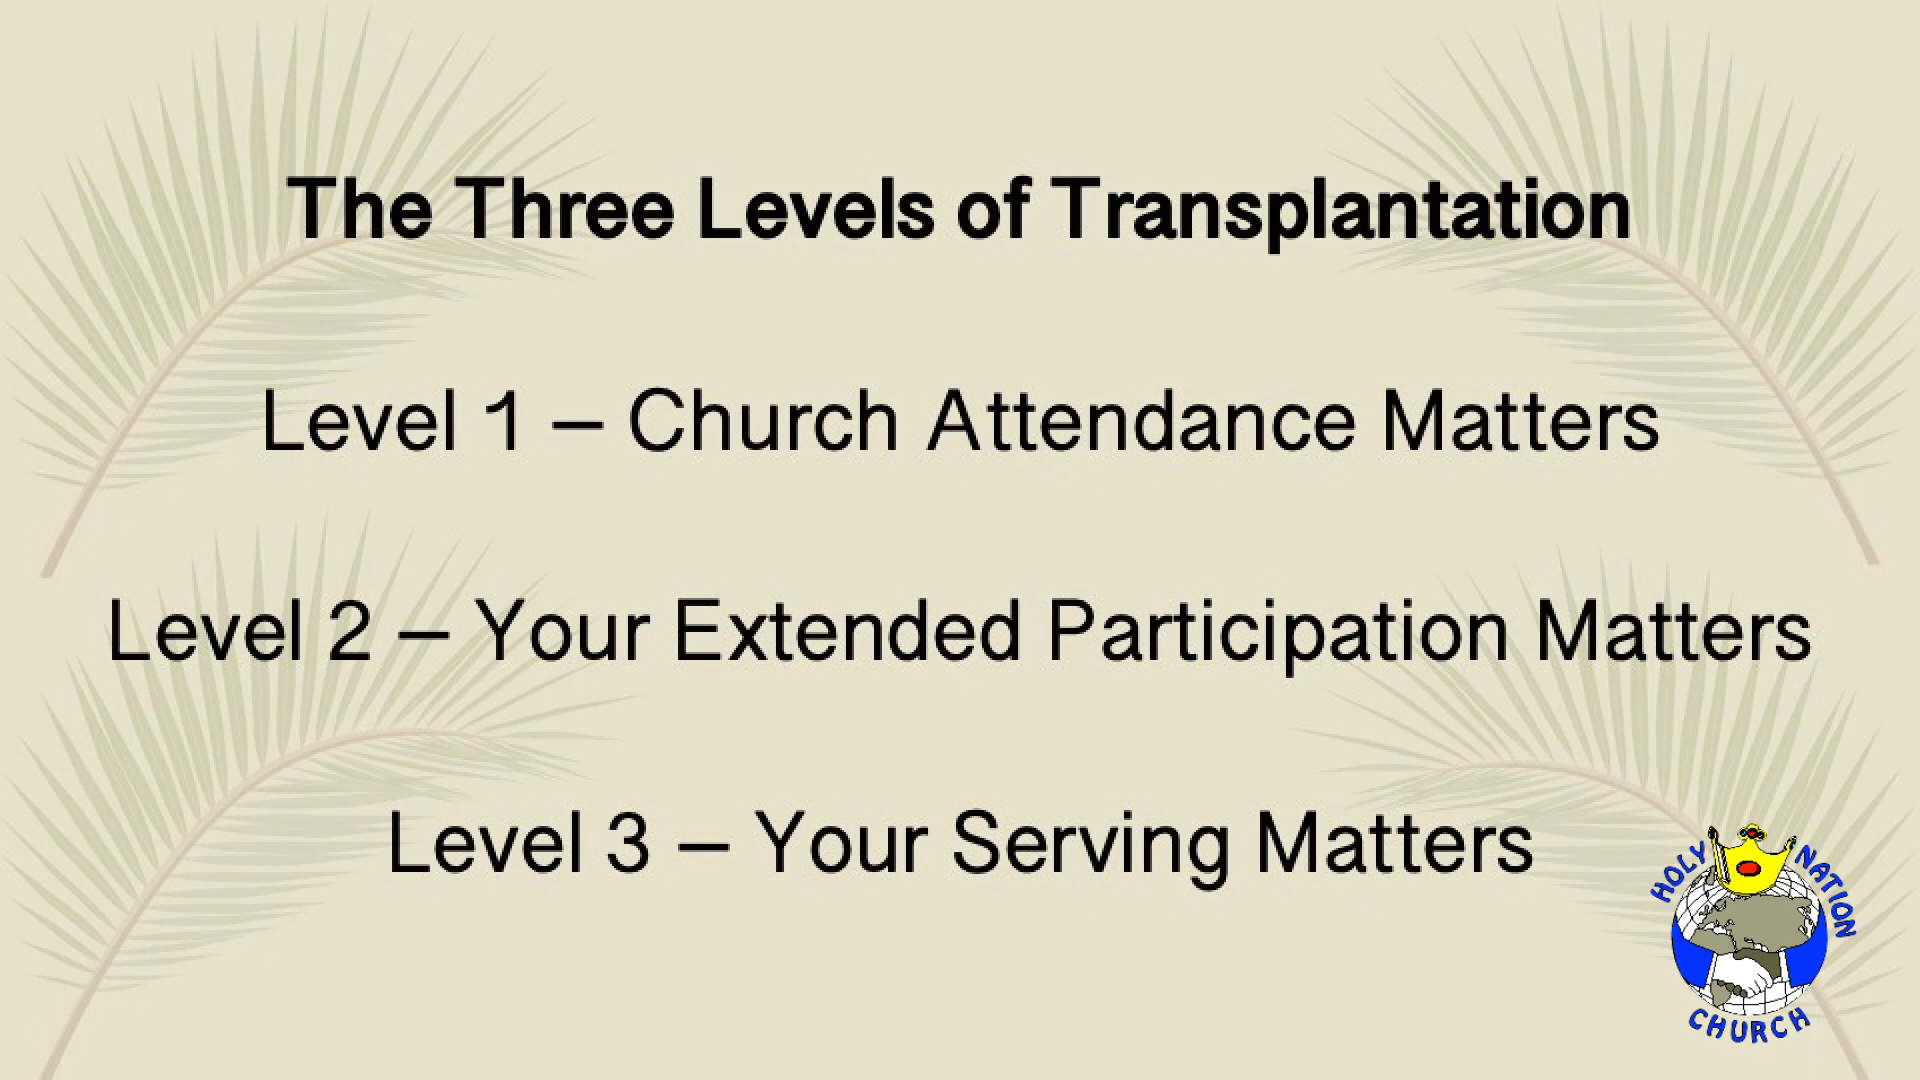 The Three Levels of Transplantation
Level 1 – Church Attendance Matters
Level 2 – Your Extended Participation Matters
Level 3 – Your Serving Matters
HOLY NATION
CHURCH